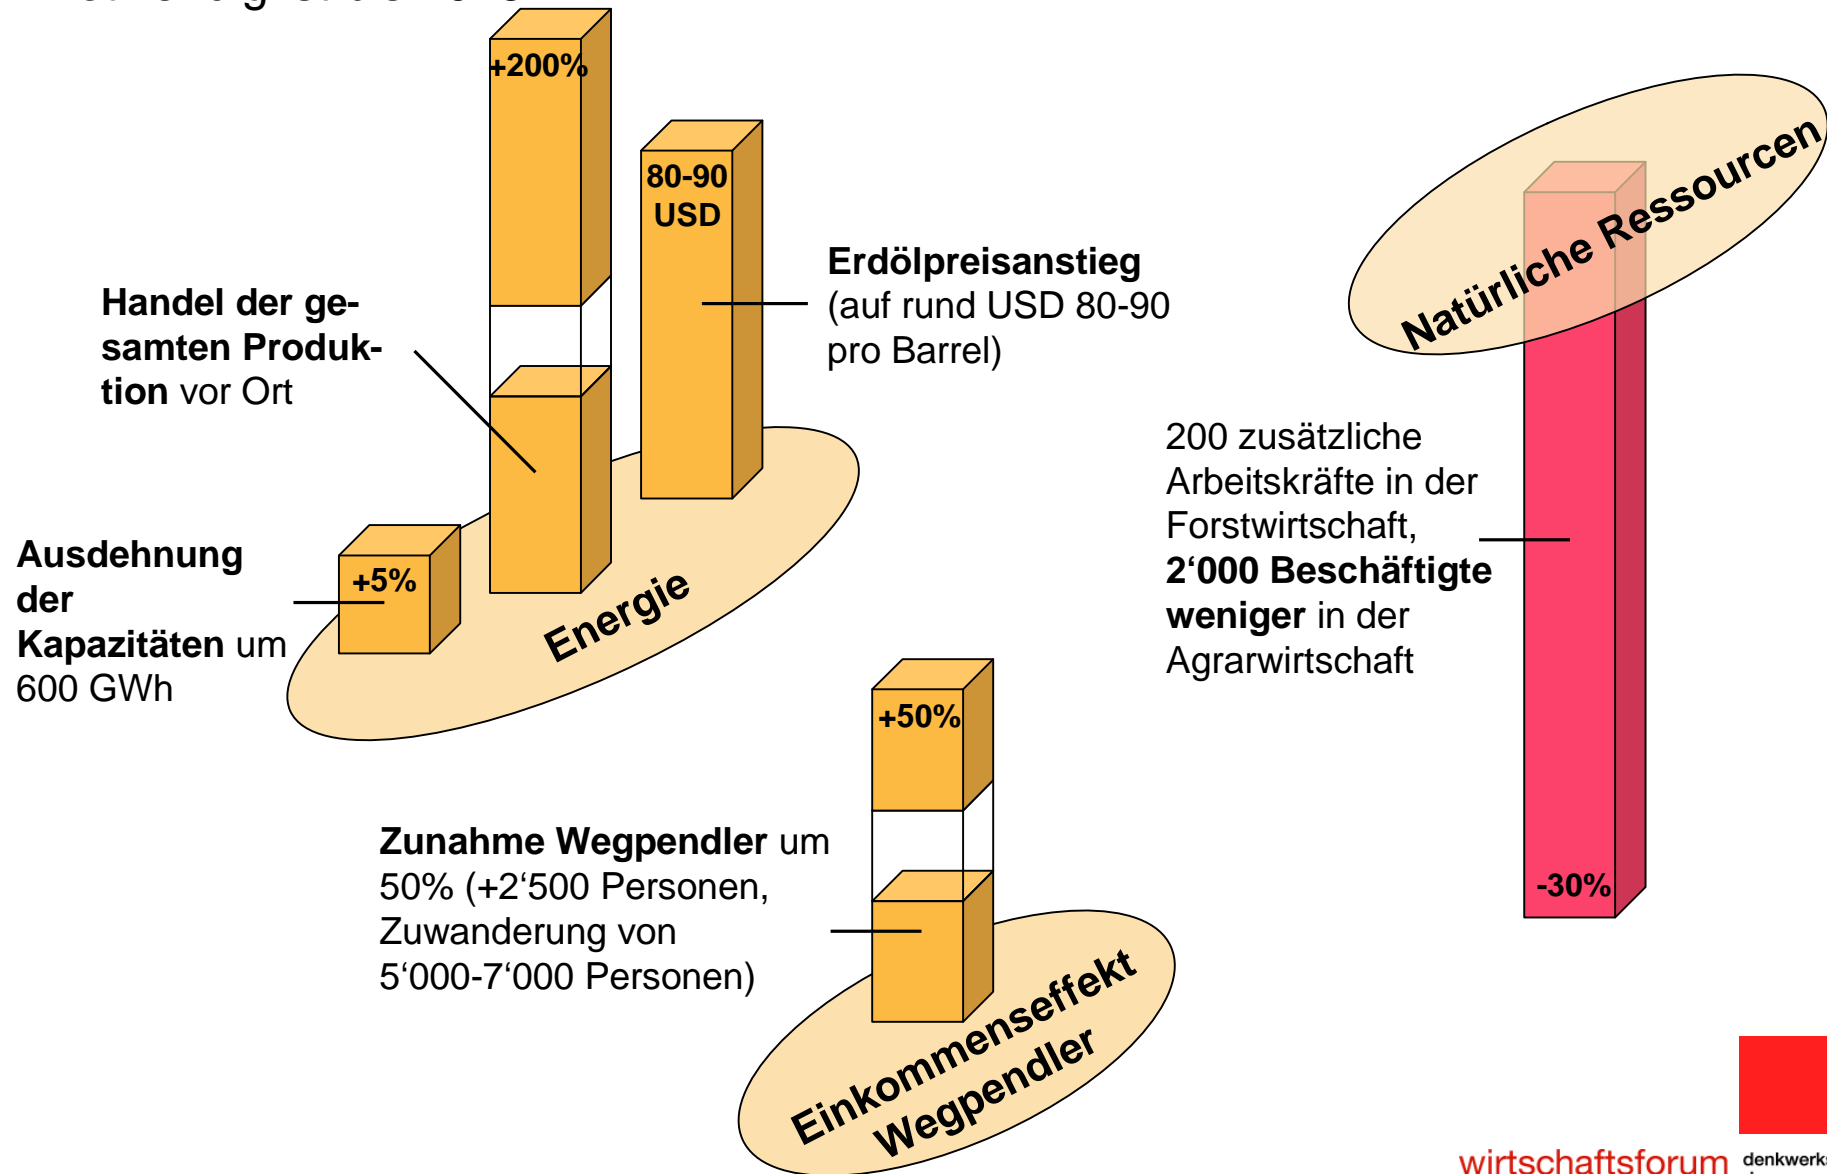 +200%
80-90
USD
Erdölpreisanstieg
(auf rund USD 80-90
pro Barrel)
Handel der ge-
samten Produk-
tion vor Ort
Ausdehnung
der
Kapazitäten um
600 GWh
+5%
Energie
Natürliche Ressourcen
200 zusätzliche
Arbeitskräfte in der
Forstwirtschaft,
2‘000 Beschäftigte
weniger in der
Agrarwirtschaft
-30%
+50%
Zunahme Wegpendler um
50% (+2‘500 Personen,
Zuwanderung von
5‘000-7‘000 Personen)
Einkommenseffekt
Wegpendler
wirtschaftsforum